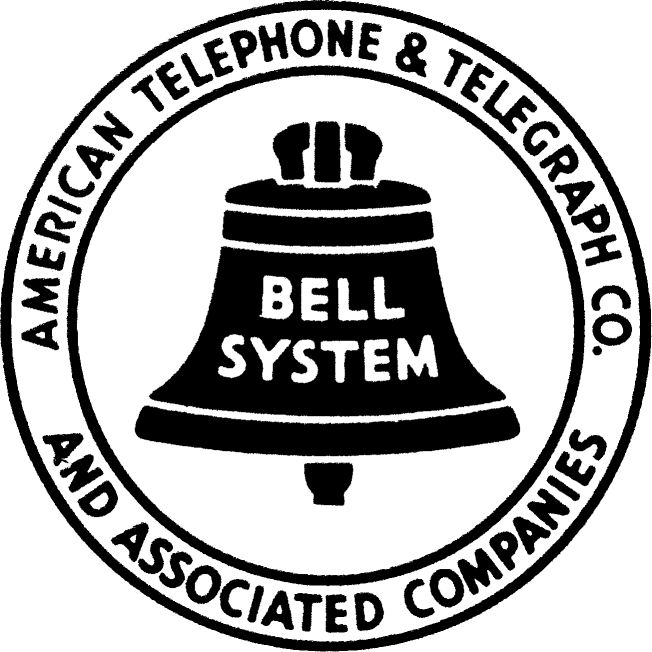 AMERICAN TELEPHONE & TELEGRAPH CO.
BELL
SYSTEM
AND ASSOCIATED COMPANIES